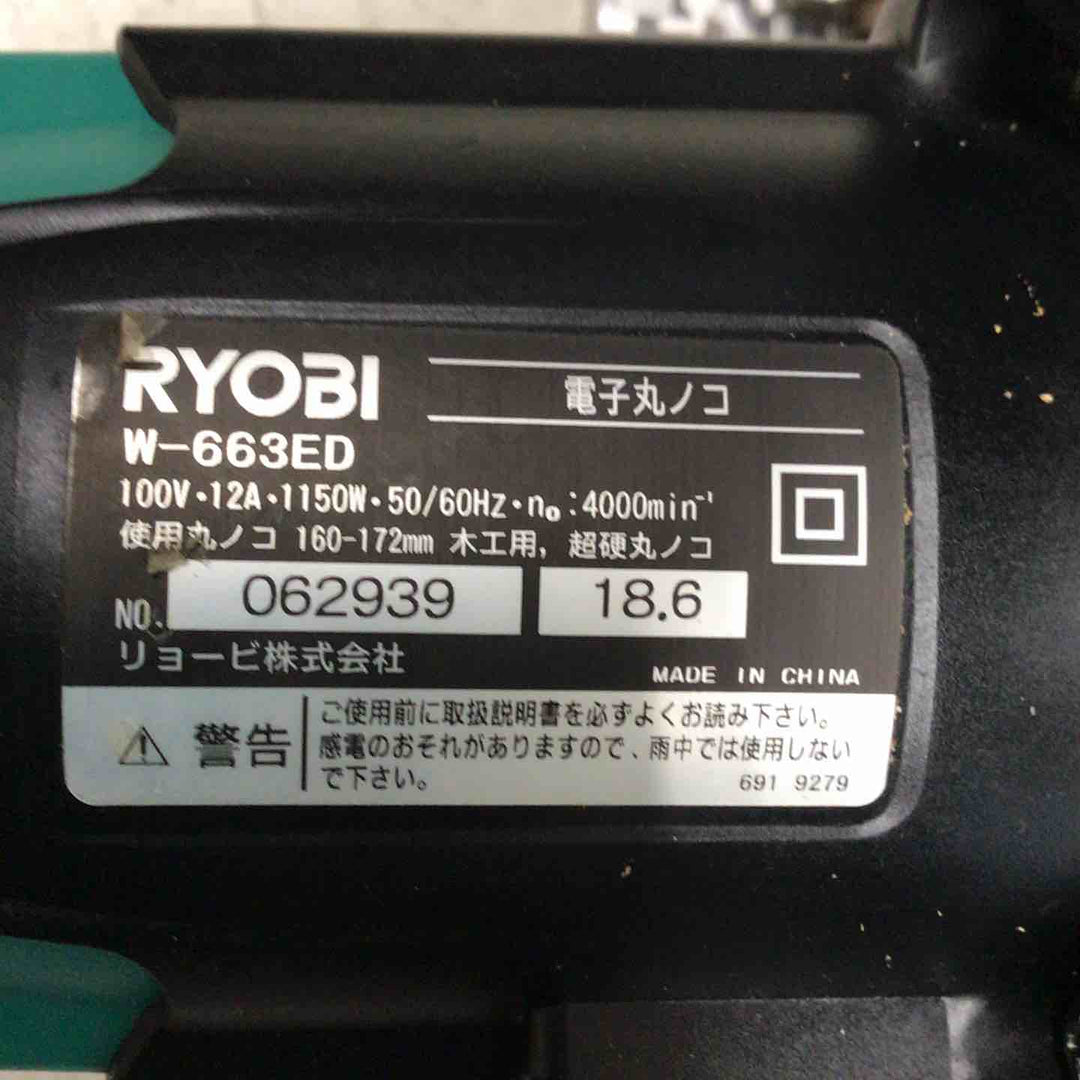 RYOBI
電子丸ノコ
W-663ED
100V・12A・1150W・50/60Hz・n₀:4000min⁻¹
使用丸ノコ 160-172mm 木工用, 超硬丸ノコ
NO. 062939 18.6
リョービ株式会社
MADE IN CHINA
警告
ご使用前に取扱説明書を必ずよくお読み下さい。
感電のおそれがありますので、雨中では使用しない
で下さい。
691 9279